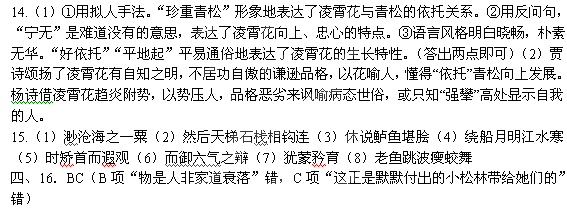 14.（1）①用拟人手法。“珍重青松”形象地表达了凌霄花与青松的依托关系。②用反问句，
“宁无”是难道没有的意思，表达了凌霄花向上、忠心的特点。③语言风格明白晓畅，朴素
无华。“好依托”“平地起”平易通俗地表达了凌霄花的生长特性。（答出两点即可）（2）贾
诗颂扬了凌霄花有自知之明，不居功自傲的谦逊品格，以花喻人，懂得“依托”青松向上发展。
杨诗借凌霄花趋炎附势，以势压人，品格恶劣来讽喻病态世俗，或只知“强攀”高处显示自我
的人。
15.（1）渺沧海之一粟（2）然后天梯石栈相钩连（3）休说鲈鱼堪脍（4）绕船月明江水寒
（5）时矫首而遐观（6）而御六气之辩（7）犹蒙矜育（8）老鱼跳波瘦蛟舞
四、16. BC（B 项“物是人非家道衰落”错，C 项“这正是默默付出的小松林带给她们的”
错）